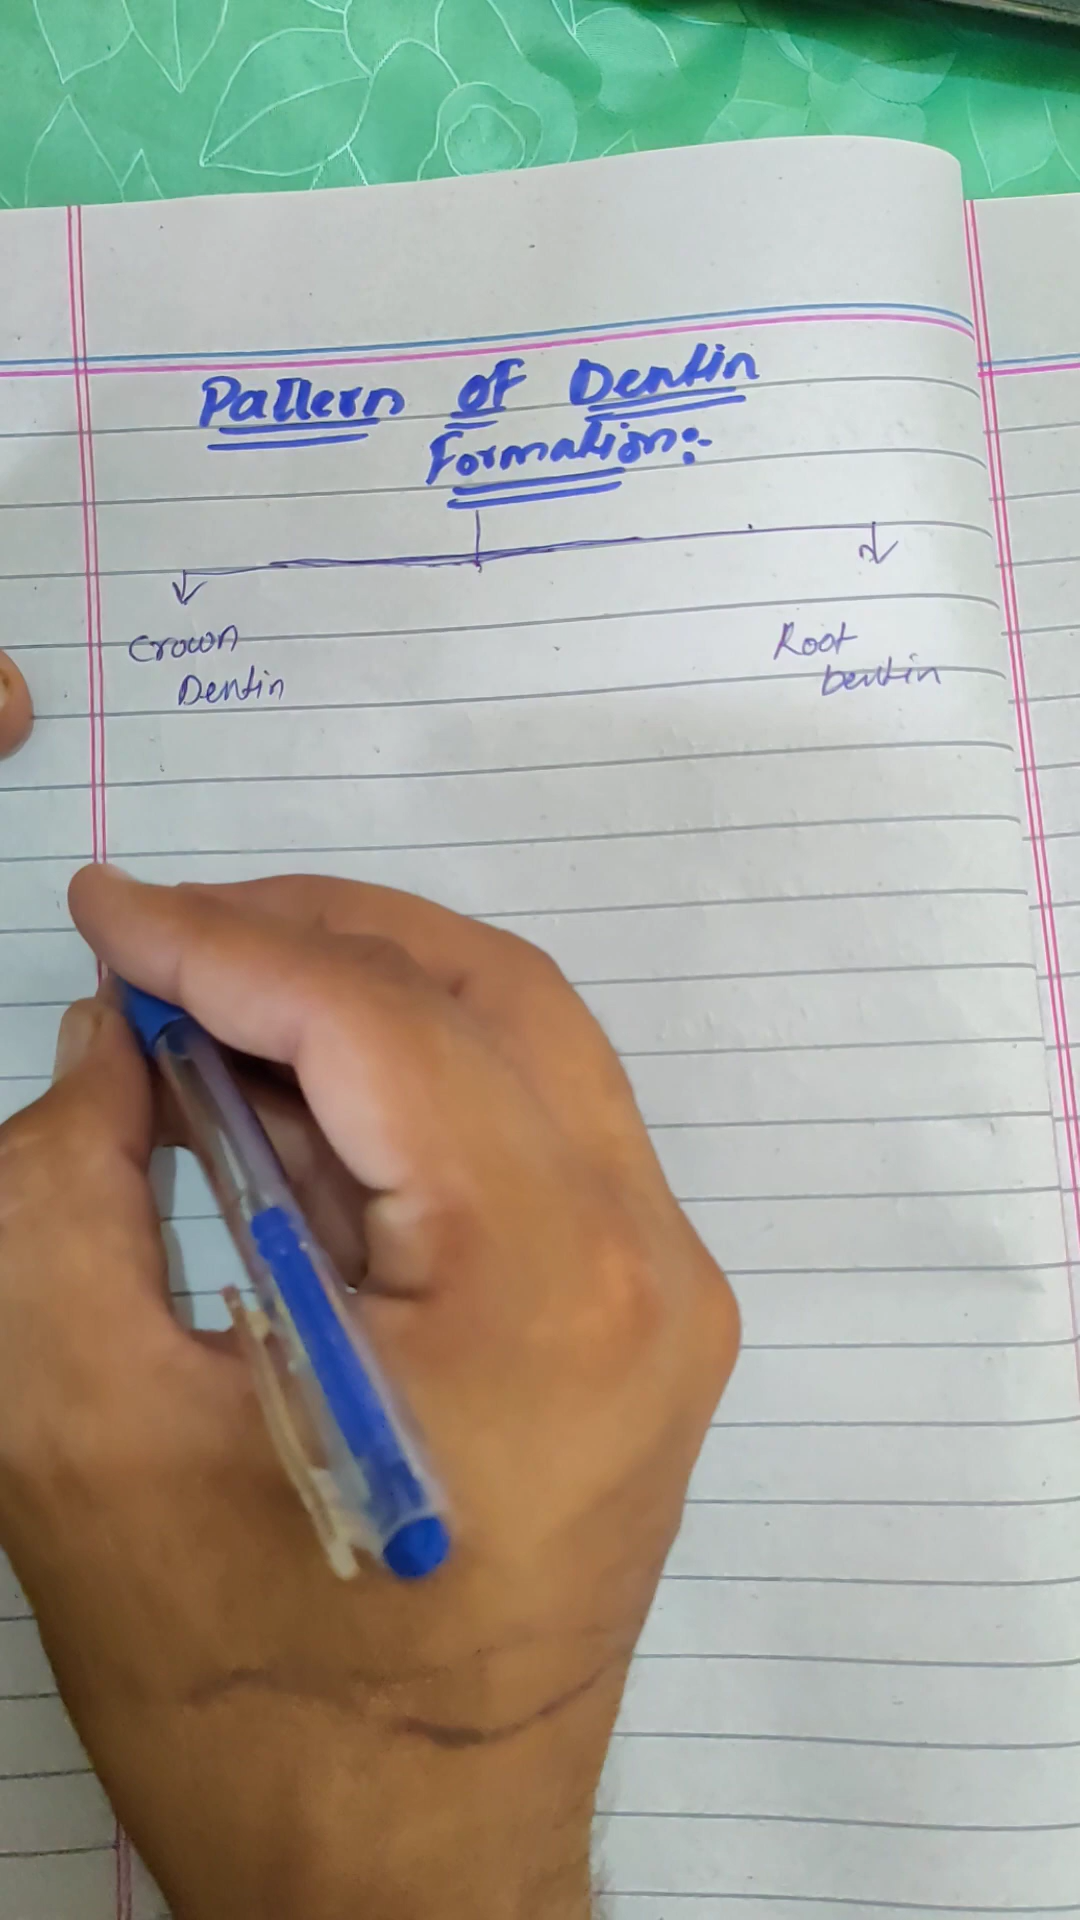 Pattern of Dentin
Formation:-
Crown
Dentin
Root
Dentin